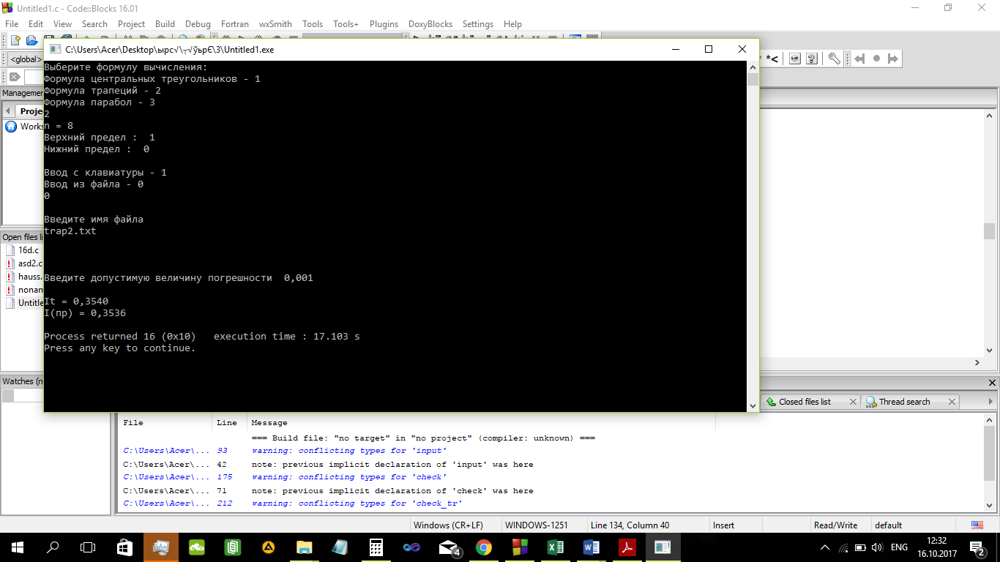 Untitled1.c - Code::Blocks 16.01
File Edit View Search Project Build Debug Fortran wxSmith Tools Tools+ Plugins DoxyBlocks Settings Help
C:\Users\Acer\Desktop\ырс√\┬√ўьрЄ\3\Untitled1.exe
<global>
Выберите формулу вычисления:
Формула центральных треугольников - 1
Формула трапеций - 2
Формула парабол - 3
2
n = 8
Верхний предел :  1
Нижний предел :  0
Ввод с клавиатуры - 1
Ввод из файла - 0
0
Введите имя файла
trap2.txt
Введите допустимую величину погрешности  0,001
It = 0,3540
I(пр) = 0,3536
Process returned 16 (0x10)   execution time : 17.103 s
Press any key to continue.
Managemen
Projec
Works
Open files li
16d.c
asd2.c
hauss.
nonam
Untitle
Watches (n
Closed files list
Thread search
File Line Message
=== Build file: "no target" in "no project" (compiler: unknown) ===
C:\Users\Acer\... 93 warning: conflicting types for 'input'
C:\Users\Acer\... 42 note: previous implicit declaration of 'input' was here
C:\Users\Acer\... 175 warning: conflicting types for 'check'
C:\Users\Acer\... 71 note: previous implicit declaration of 'check' was here
C:\Users\Acer\... 212 warning: conflicting types for 'check_tr'
Windows (CR+LF) WINDOWS-1251 Line 134, Column 40 Insert Read/Write default
4
ENG
12:32
16.10.2017
2